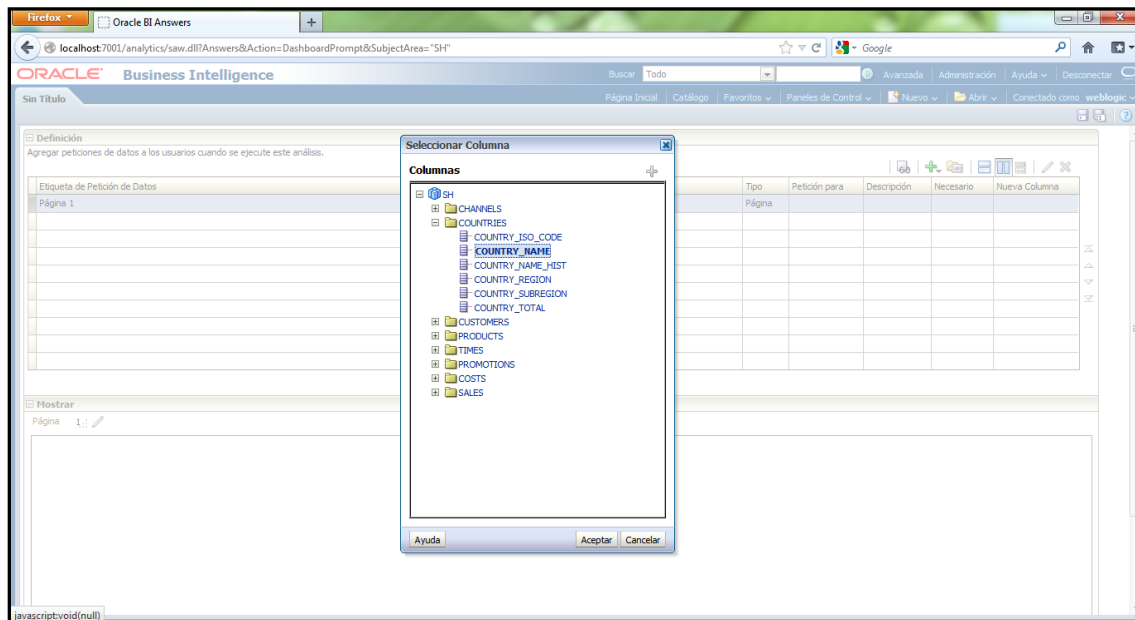 Firefox
Oracle BI Answers
localhost:7001/analytics/saw.dll?Answers&Action=DashboardPrompt&SubjectArea="SH"
Google
ORACLE Business Intelligence
Buscar Todo Avanzada Administración Ayuda Desconectar
Sin Título
Página Inicial Catálogo Favoritos Paneles de Control Nuevo Abrir Conectado como weblogic
Definición
Agregar peticiones de datos a los usuarios cuando se ejecute este análisis.
Etiqueta de Petición de Datos Tipo Petición para Descripción Necesario Nueva Columna
Página 1 Página
Seleccionar Columna
Columnas
SH
CHANNELS
COUNTRIES
COUNTRY_ISO_CODE
COUNTRY_NAME
COUNTRY_NAME_HIST
COUNTRY_REGION
COUNTRY_SUBREGION
COUNTRY_TOTAL
CUSTOMERS
PRODUCTS
TIMES
PROMOTIONS
COSTS
SALES
Ayuda Aceptar Cancelar
Mostrar
Página 1
javascript:void(null)